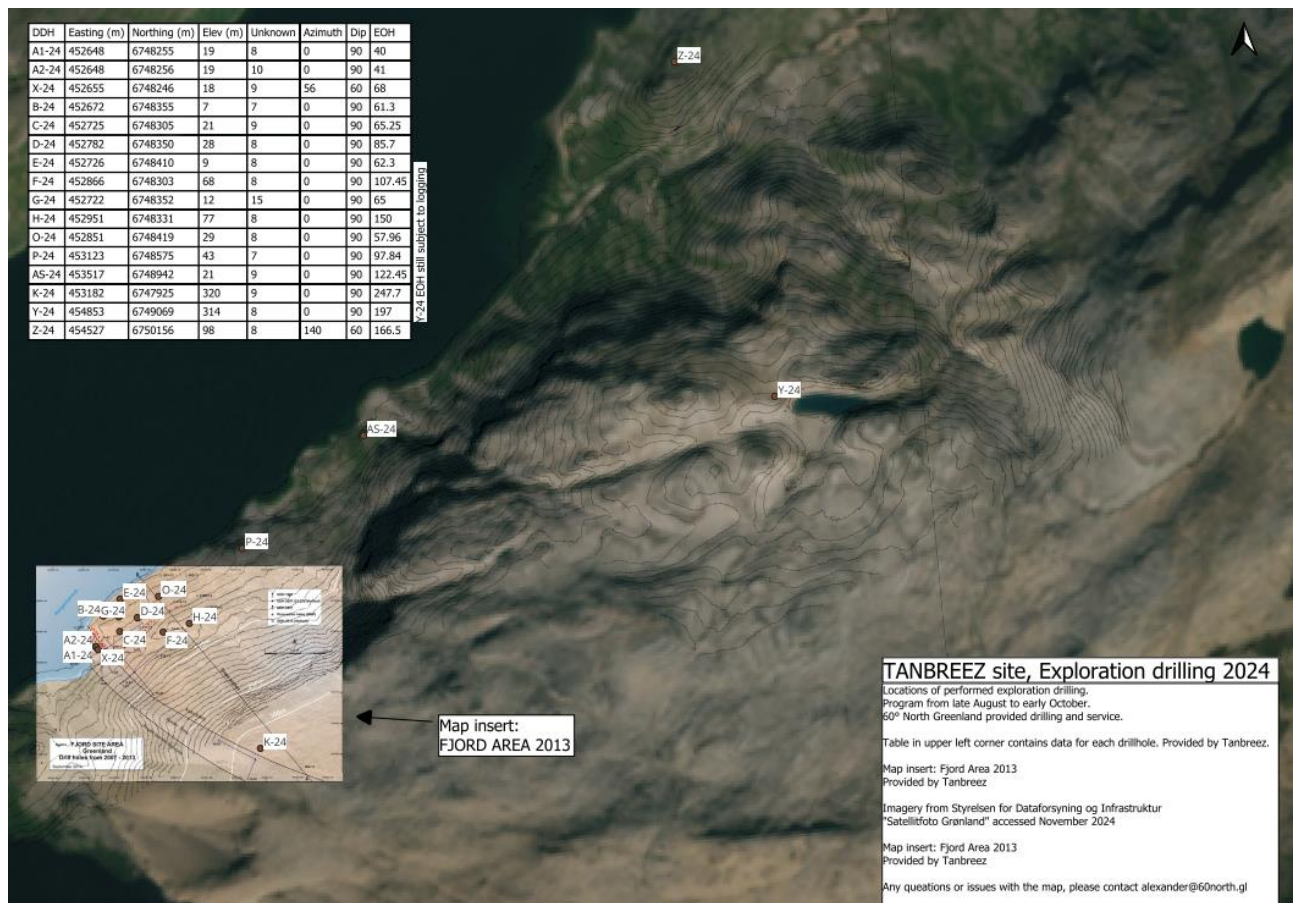 DDH Easting (m) Northing (m) Elev (m) Unknown Azimuth Dip EOH
A1-24 452648 6748255 19 8 0 90 40
A2-24 452648 6748256 19 10 0 90 41
X-24 452655 6748246 18 9 56 60 68
B-24 452672 6748355 7 7 0 90 61.3
C-24 452725 6748305 21 9 0 90 65.25
D-24 452782 6748350 28 8 0 90 85.7
E-24 452726 6748410 9 8 0 90 62.3
F-24 452866 6748303 68 8 0 90 107.45
G-24 452722 6748352 12 15 0 90 65
H-24 452951 6748331 77 8 0 90 150
O-24 452851 6748419 29 8 0 90 57.96
P-24 453123 6748575 43 7 0 90 97.84
AS-24 453517 6748942 21 9 0 90 122.45
K-24 453182 6747925 320 9 0 90 247.7
Y-24 454853 6749069 314 8 0 90 197
Z-24 454527 6750156 98 8 140 60 166.5
Y-24 EOH still subject to logging
Z-24
Y-24
AS-24
P-24
E-24
O-24
B-24
G-24
D-24
H-24
A2-24
C-24
F-24
A1-24
X-24
K-24
FJORD SITE AREA
Greenland
Drill holes from 2007 - 2013
Map insert:
FJORD AREA 2013
TANBREEZ site, Exploration drilling 2024
Locations of performed exploration drilling.
Program from late August to early October.
60° North Greenland provided drilling and service.
Table in upper left corner contains data for each drillhole. Provided by Tanbreez.
Map insert: Fjord Area 2013
Provided by Tanbreez
Imagery from Styrelsen for Dataforsyning og Infrastruktur
"Satellitfoto Grønland" accessed November 2024
Map insert: Fjord Area 2013
Provided by Tanbreez
Any queations or issues with the map, please contact alexander@60north.gl